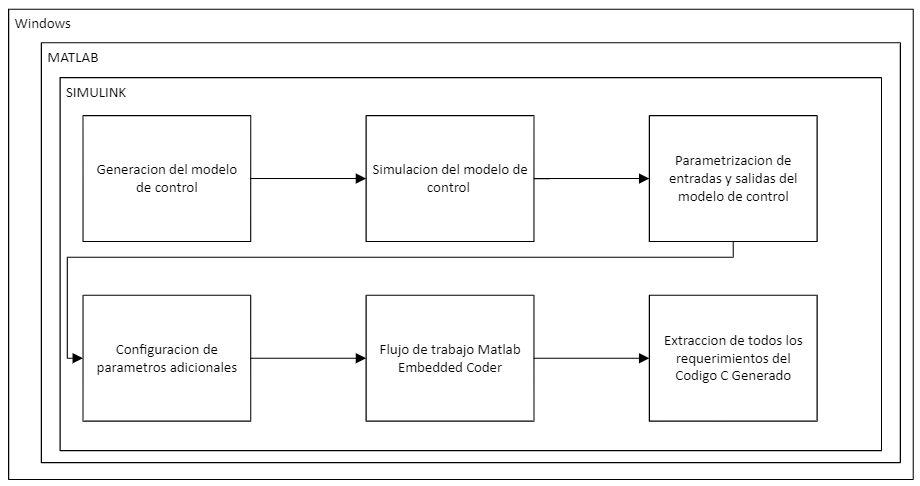 Windows
MATLAB
SIMULINK
Generacion del modelo
de control
Simulacion del modelo de
control
Parametrizacion de
entradas y salidas del
modelo de control
Configuracion de
parametros adicionales
Flujo de trabajo Matlab
Embedded Coder
Extraccion de todos los
requerimientos del
Codigo C Generado